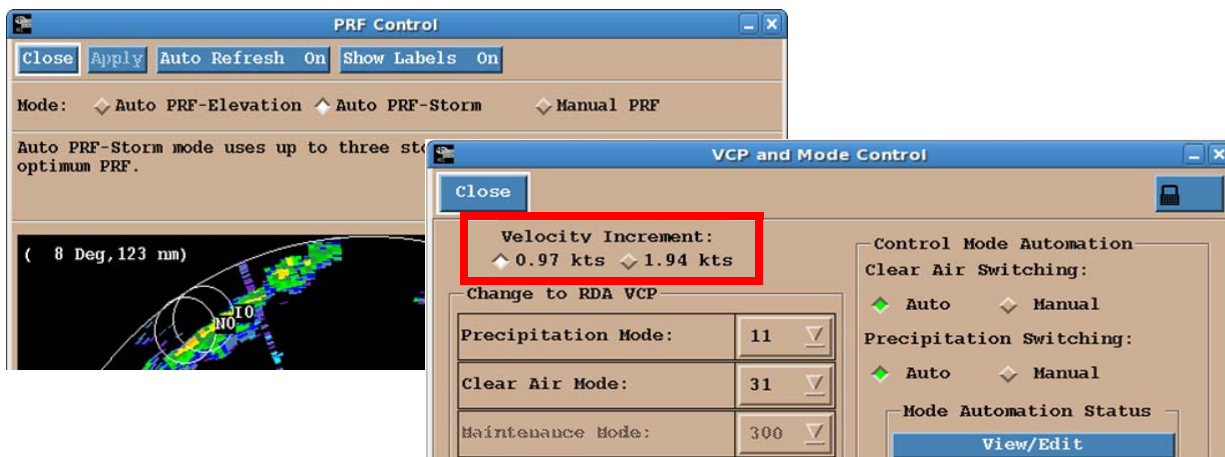 PRF Control
Close Apply Auto Refresh On Show Labels On
Mode: Auto PRF-Elevation Auto PRF-Storm Manual PRF
Auto PRF-Storm mode uses up to three
optimum PRF.
( 8 Deg,123 nm)
IO
NO
VCP and Mode Control
Close
Velocity Increment:
0.97 kts 1.94 kts
Change to RDA VCP
Precipitation Mode: 11
Clear Air Mode: 31
Maintenance Mode: 300
Control Mode Automation
Clear Air Switching:
Auto Manual
Precipitation Switching:
Auto Manual
Mode Automation Status
View/Edit